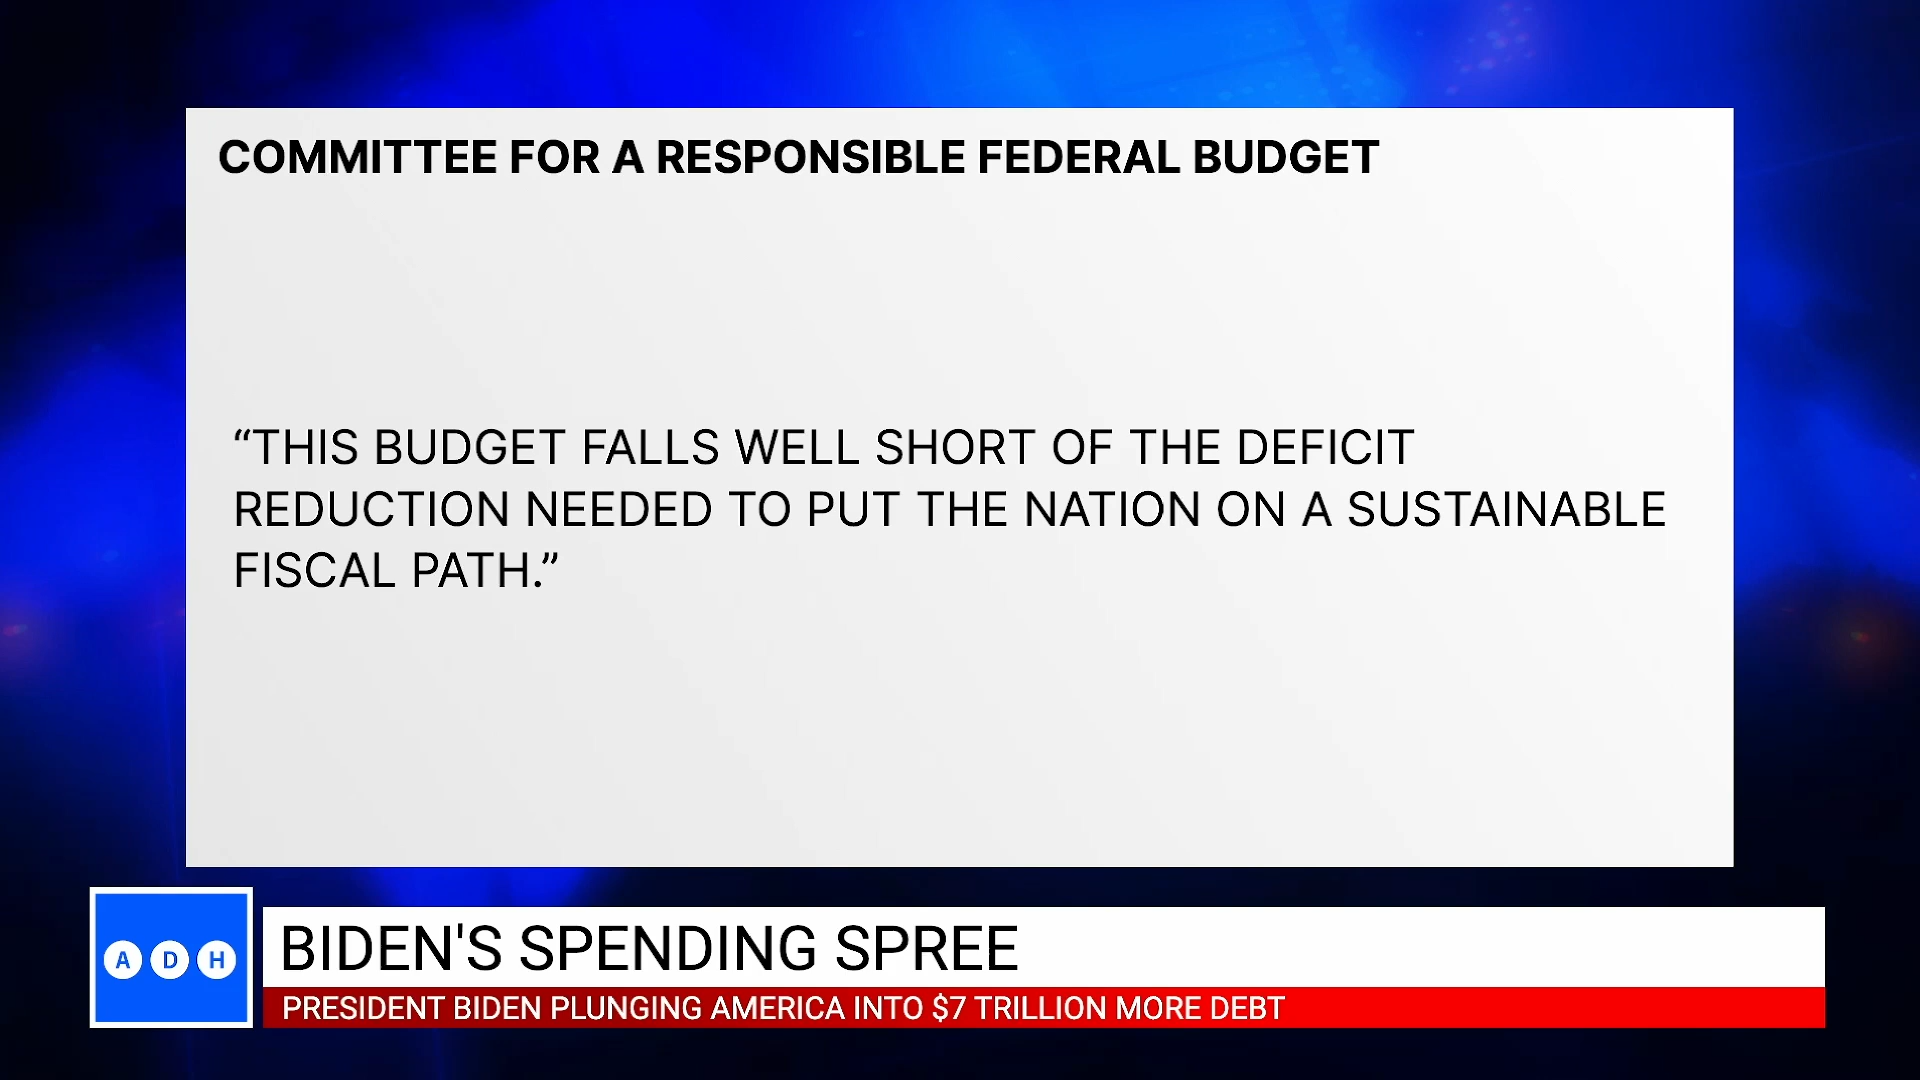 COMMITTEE FOR A RESPONSIBLE FEDERAL BUDGET
“THIS BUDGET FALLS WELL SHORT OF THE DEFICIT
REDUCTION NEEDED TO PUT THE NATION ON A SUSTAINABLE
FISCAL PATH.”
A D H
BIDEN'S SPENDING SPREE
PRESIDENT BIDEN PLUNGING AMERICA INTO $7 TRILLION MORE DEBT